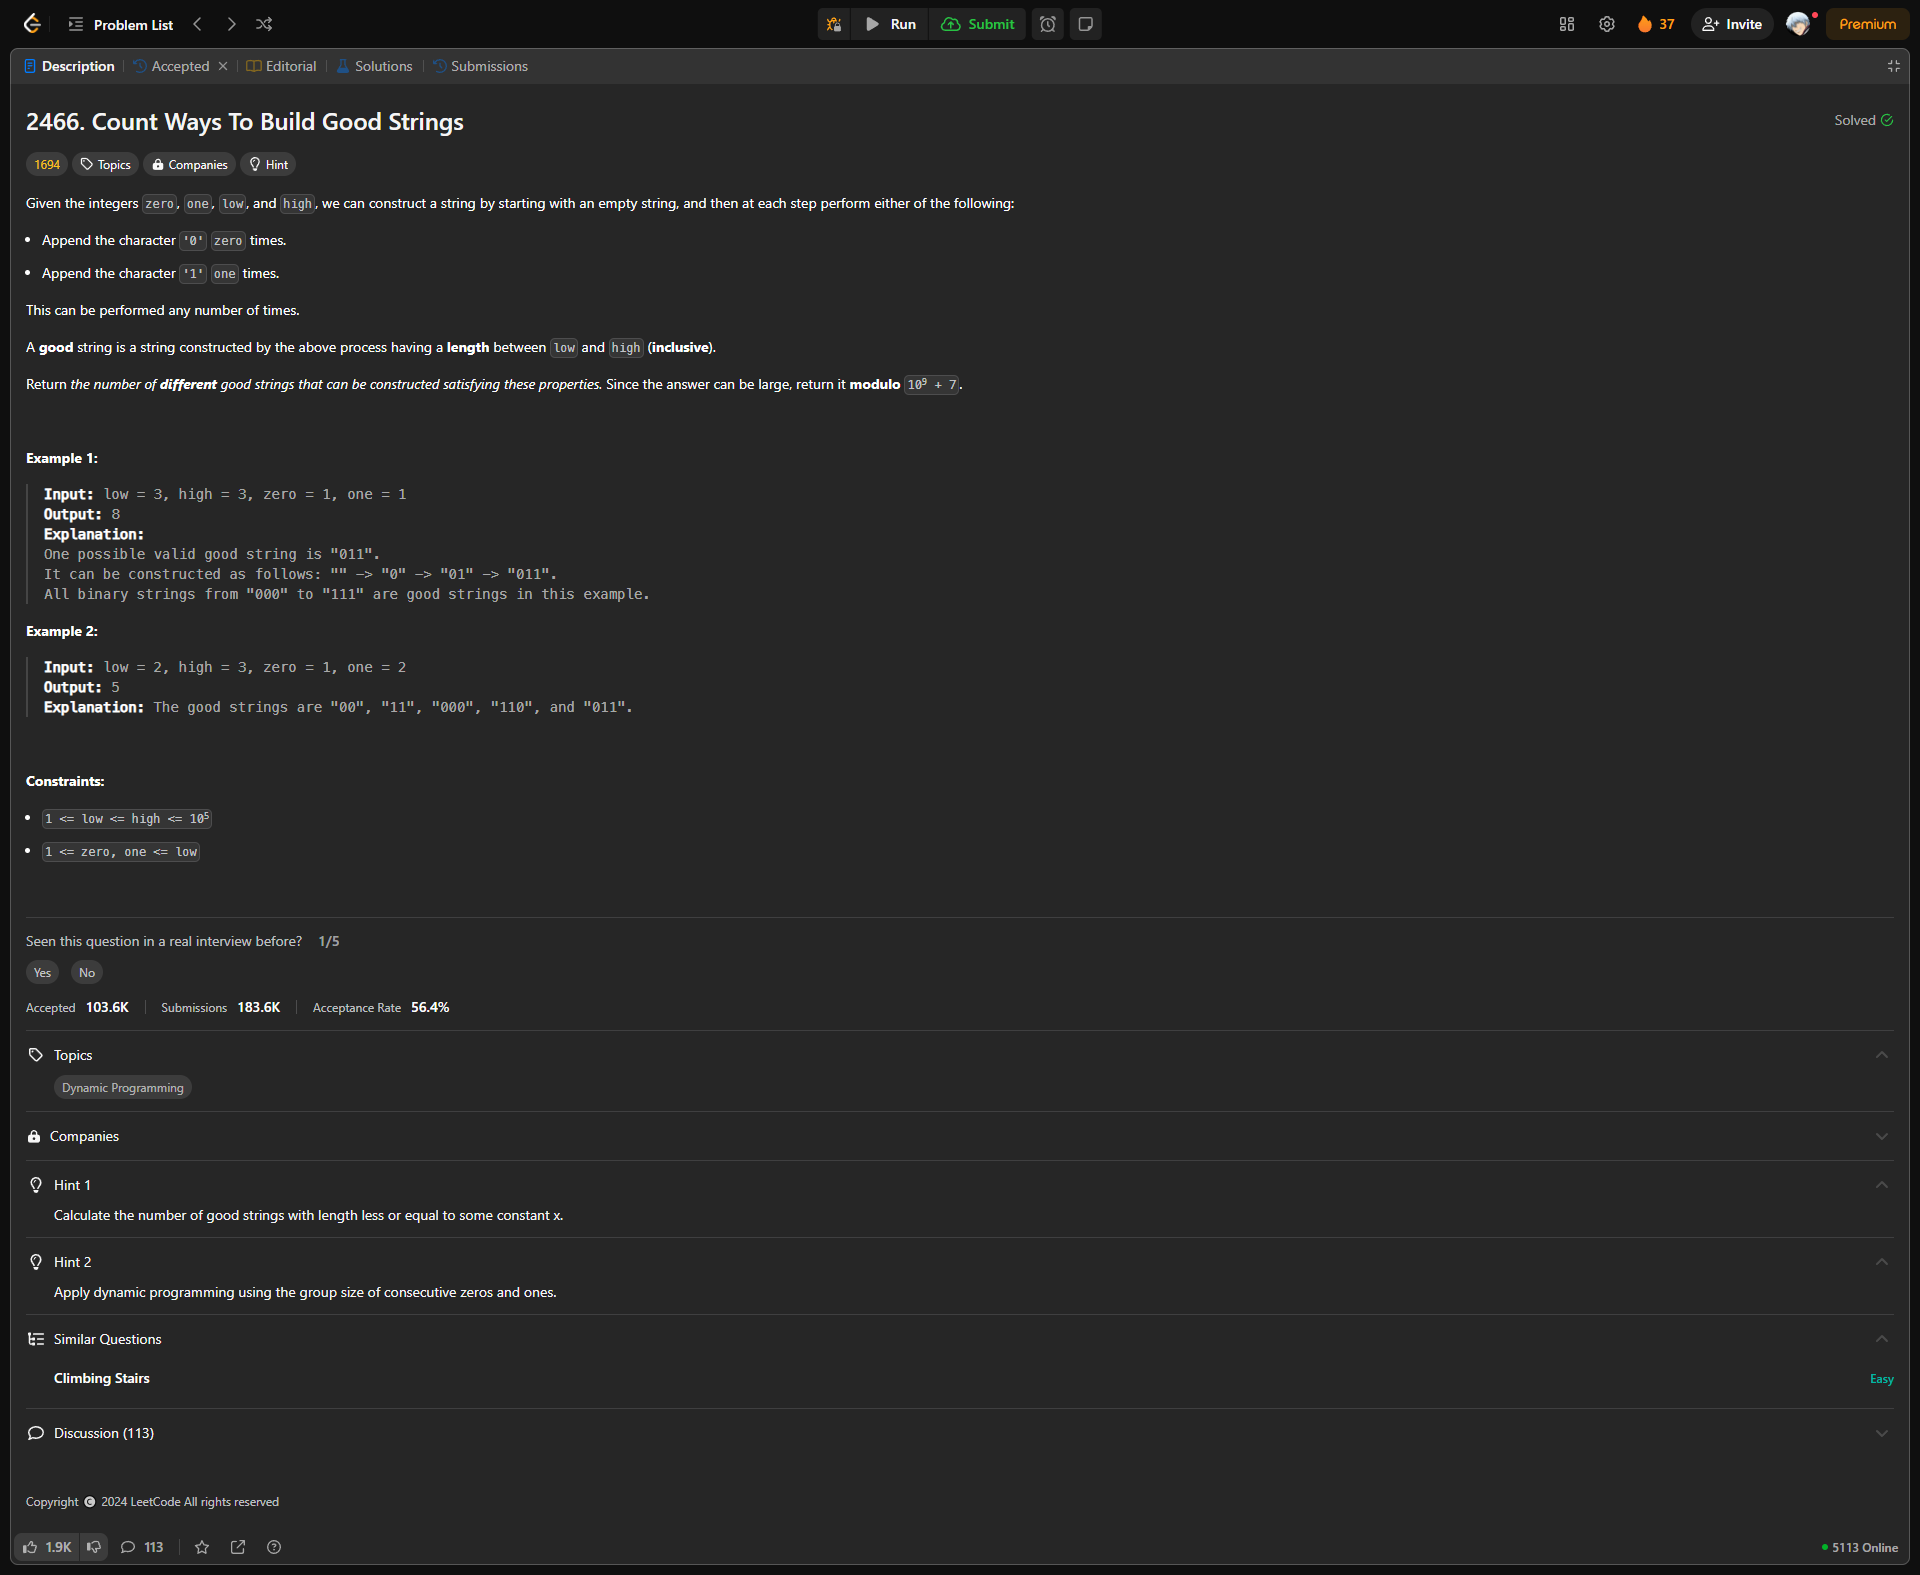 Problem List
Run
Submit
37
Invite
Premium
Description
Accepted
Editorial
Solutions
Submissions
2466. Count Ways To Build Good Strings
Solved
1694
Topics
Companies
Hint
Given the integers zero, one, low, and high, we can construct a string by starting with an empty string, and then at each step perform either of the following:
• Append the character '0' zero times.
• Append the character '1' one times.
This can be performed any number of times.
A good string is a string constructed by the above process having a length between low and high (inclusive).
Return the number of different good strings that can be constructed satisfying these properties. Since the answer can be large, return it modulo 10⁹ + 7.
Example 1:
Input: low = 3, high = 3, zero = 1, one = 1
Output: 8
Explanation:
One possible valid good string is "011".
It can be constructed as follows: "" -> "0" -> "01" -> "011".
All binary strings from "000" to "111" are good strings in this example.
Example 2:
Input: low = 2, high = 3, zero = 1, one = 2
Output: 5
Explanation: The good strings are "00", "11", "000", "110", and "011".
Constraints:
• 1 <= low <= high <= 10⁵
• 1 <= zero, one <= low
Seen this question in a real interview before? 1/5
Yes
No
Accepted 103.6K
Submissions 183.6K
Acceptance Rate 56.4%
Topics
Dynamic Programming
Companies
Hint 1
Calculate the number of good strings with length less or equal to some constant x.
Hint 2
Apply dynamic programming using the group size of consecutive zeros and ones.
Similar Questions
Climbing Stairs
Easy
Discussion (113)
Copyright © 2024 LeetCode All rights reserved
1.9K
113
5113 Online